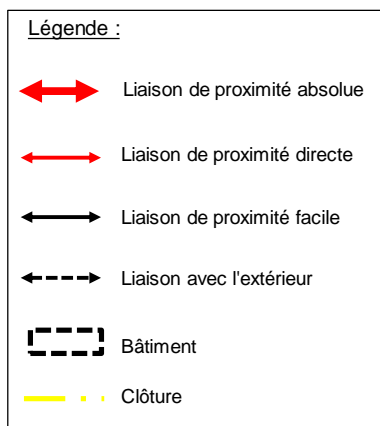 Légende :
Liaison de proximité absolue
Liaison de proximité directe
Liaison de proximité facile
Liaison avec l'extérieur
Bâtiment
Clôture